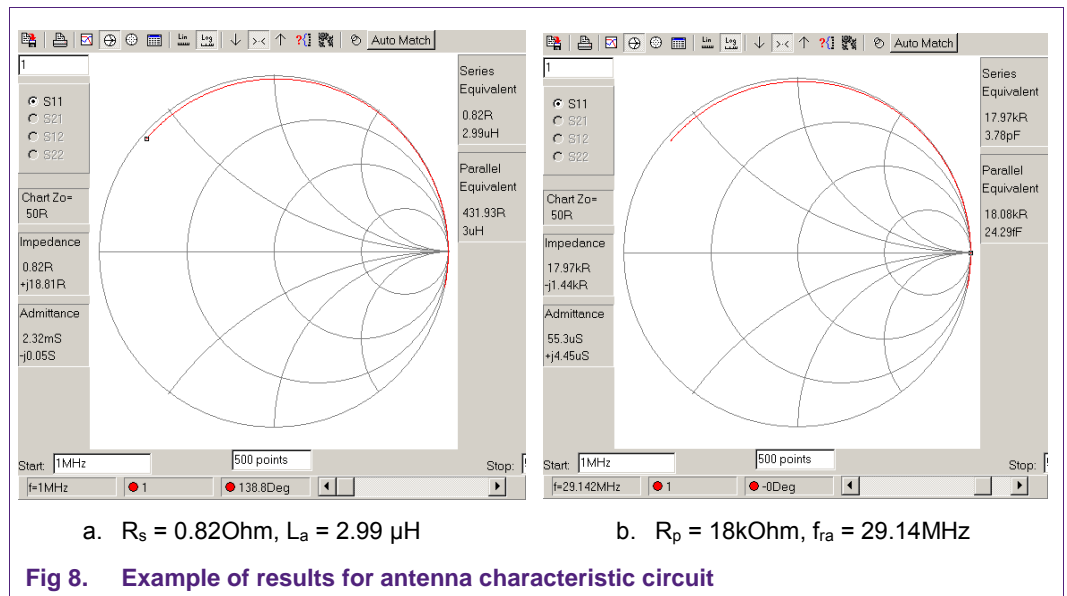 Lin
Log
?{}
Auto Match
1
S11
S21
S12
S22
Chart Zo=
50R
Impedance
0.82R
+j18.81R
Admittance
2.32mS
-j0.05S
Series
Equivalent
0.82R
2.99uH
Parallel
Equivalent
431.93R
3uH
Start: 1MHz
500 points
Stop:
f=1MHz
1
138.8Deg
Lin
Log
?{}
Auto Match
1
S11
S21
S12
S22
Chart Zo=
50R
Impedance
17.97kR
-j1.44kR
Admittance
55.3uS
+j4.45uS
Series
Equivalent
17.97kR
3.78pF
Parallel
Equivalent
18.08kR
24.29fF
Start: 1MHz
500 points
Stop:
f=29.142MHz
1
-0Deg
a. Rs = 0.82Ohm, La = 2.99 µH
b. Rp = 18kOhm, fra = 29.14MHz
Fig 8. Example of results for antenna characteristic circuit